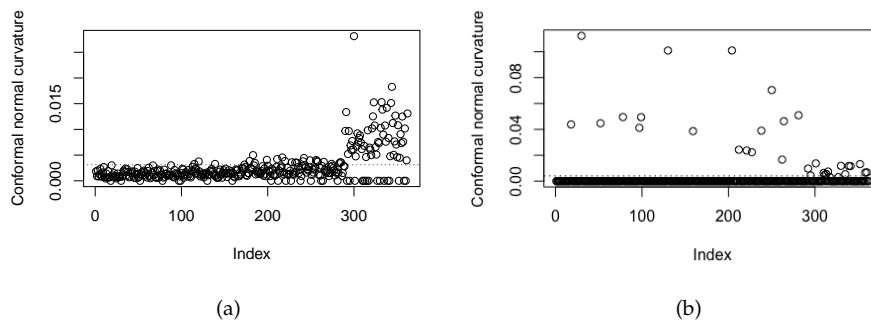 Conformal normal curvature
0.000
0.015
0
100
200
300
Index
(a)
Conformal normal curvature
0.00
0.04
0.08
0
100
200
300
Index
(b)